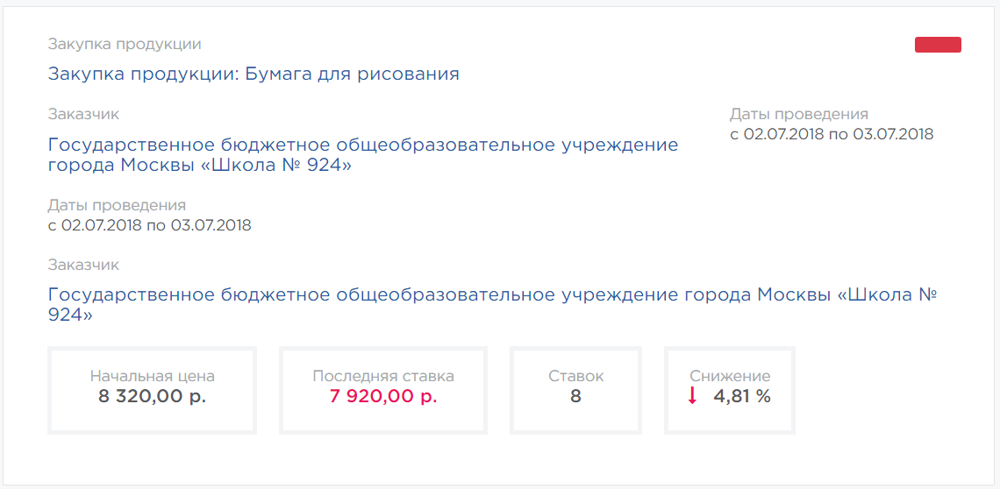 Закупка продукции
Закупка продукции: Бумага для рисования
Заказчик
Государственное бюджетное общеобразовательное учреждение
города Москвы «Школа № 924»
Даты проведения
с 02.07.2018 по 03.07.2018
Даты проведения
с 02.07.2018 по 03.07.2018
Заказчик
Государственное бюджетное общеобразовательное учреждение города Москвы «Школа №
924»
Начальная цена
8 320,00 р.
Последняя ставка
7 920,00 р.
Ставок
8
Снижение
4,81 %